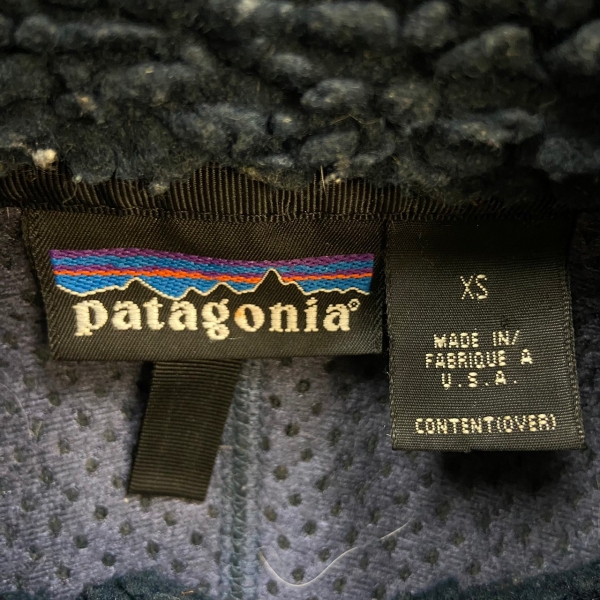 patagonia®
XS
MADE IN/
FABRIQUE A
U.S.A.
CONTENT(OVER)